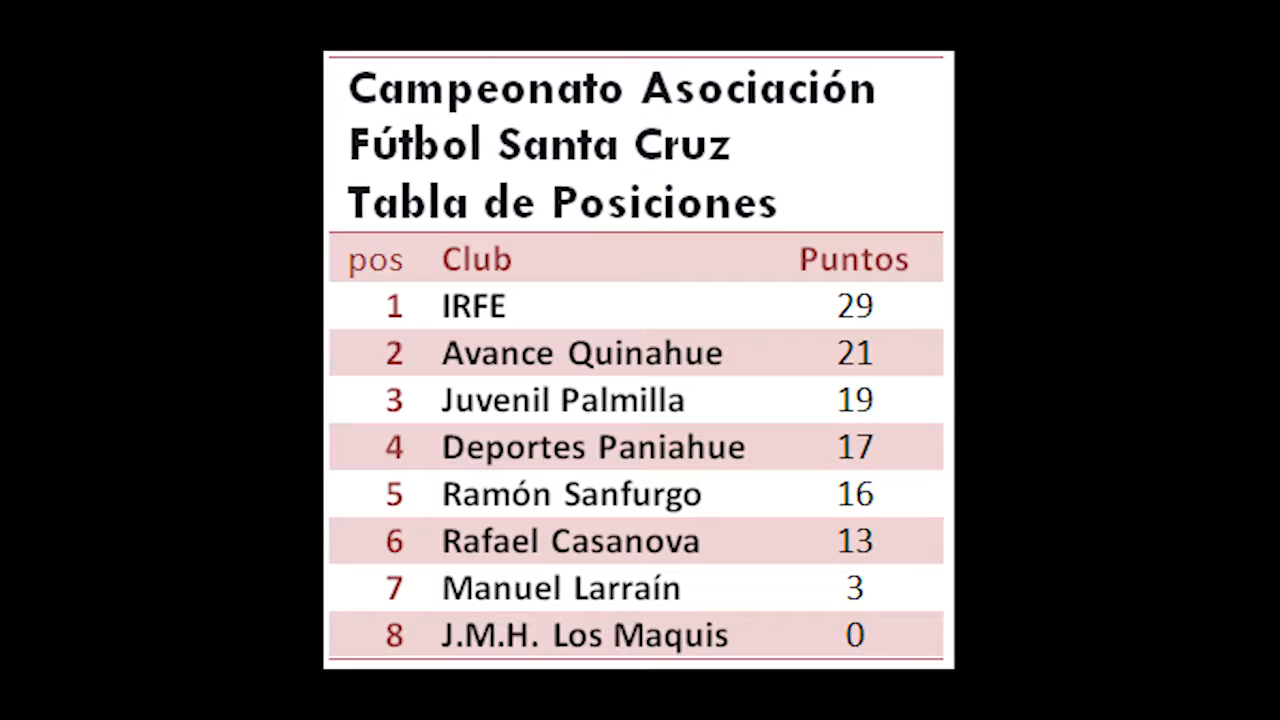 Campeonato Asociación
Fútbol Santa Cruz
Tabla de Posiciones
pos Club Puntos
1 IRFE 29
2 Avance Quinahue 21
3 Juvenil Palmilla 19
4 Deportes Paniahue 17
5 Ramón Sanfurgo 16
6 Rafael Casanova 13
7 Manuel Larraín 3
8 J.M.H. Los Maquis 0